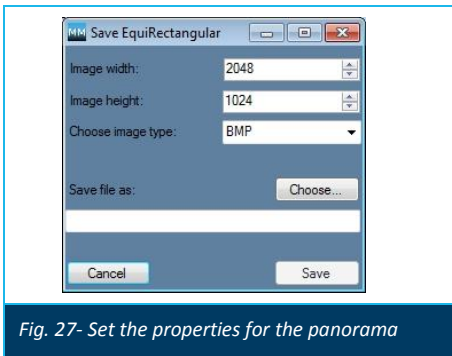 MM Save EquiRectangular
Image width: 2048
Image height: 1024
Choose image type: BMP
Save file as: Choose...
Cancel Save
Fig. 27- Set the properties for the panorama